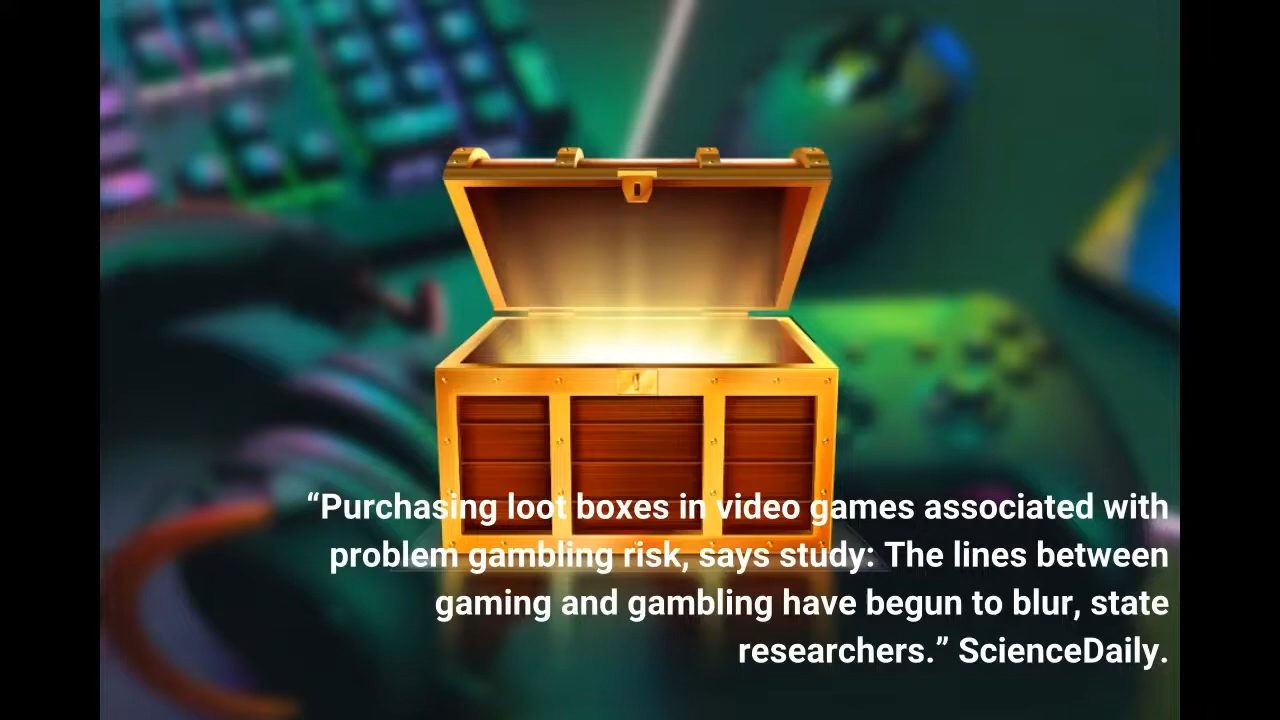 “Purchasing loot boxes in video games associated with
problem gambling risk, says study: The lines between
gaming and gambling have begun to blur, state
researchers.” ScienceDaily.